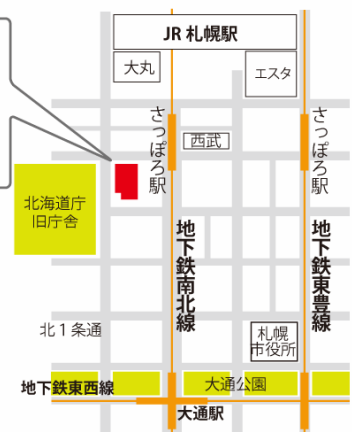 JR 札幌駅
大丸
エスタ
さっぽろ駅
西武
さっぽろ駅
北海道庁
旧庁舎
地下鉄南北線
地下鉄東豊線
北1条通
札幌
市役所
地下鉄東西線
大通公園
大通駅